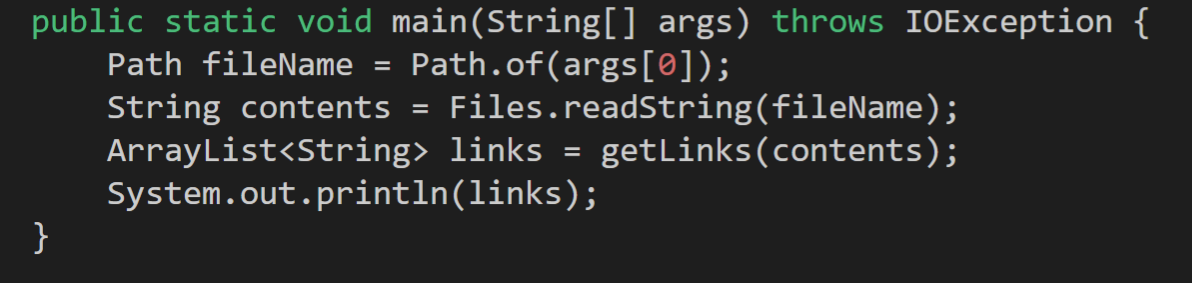 public static void main(String[] args) throws IOException {
    Path fileName = Path.of(args[0]);
    String contents = Files.readString(fileName);
    ArrayList<String> links = getLinks(contents);
    System.out.println(links);
}